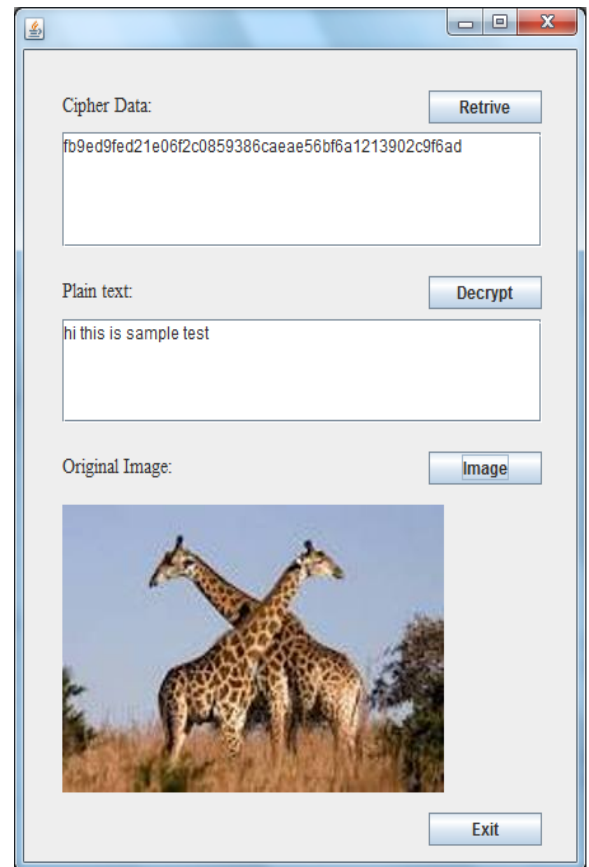 Cipher Data:
Retrive
fb9ed9fed21e06f2c0859386caeae56bf6a1213902c9f6ad
Plain text:
Decrypt
hi this is sample test
Original Image:
Image
Exit